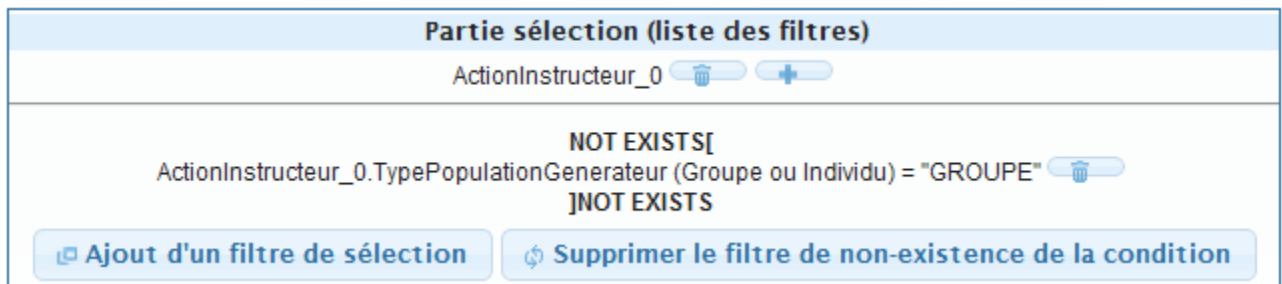 Partie sélection (liste des filtres)
ActionInstructeur_0
NOT EXISTS[
ActionInstructeur_0.TypePopulationGenerateur (Groupe ou Individu) = "GROUPE"
]NOT EXISTS
Ajout d'un filtre de sélection Supprimer le filtre de non-existence de la condition